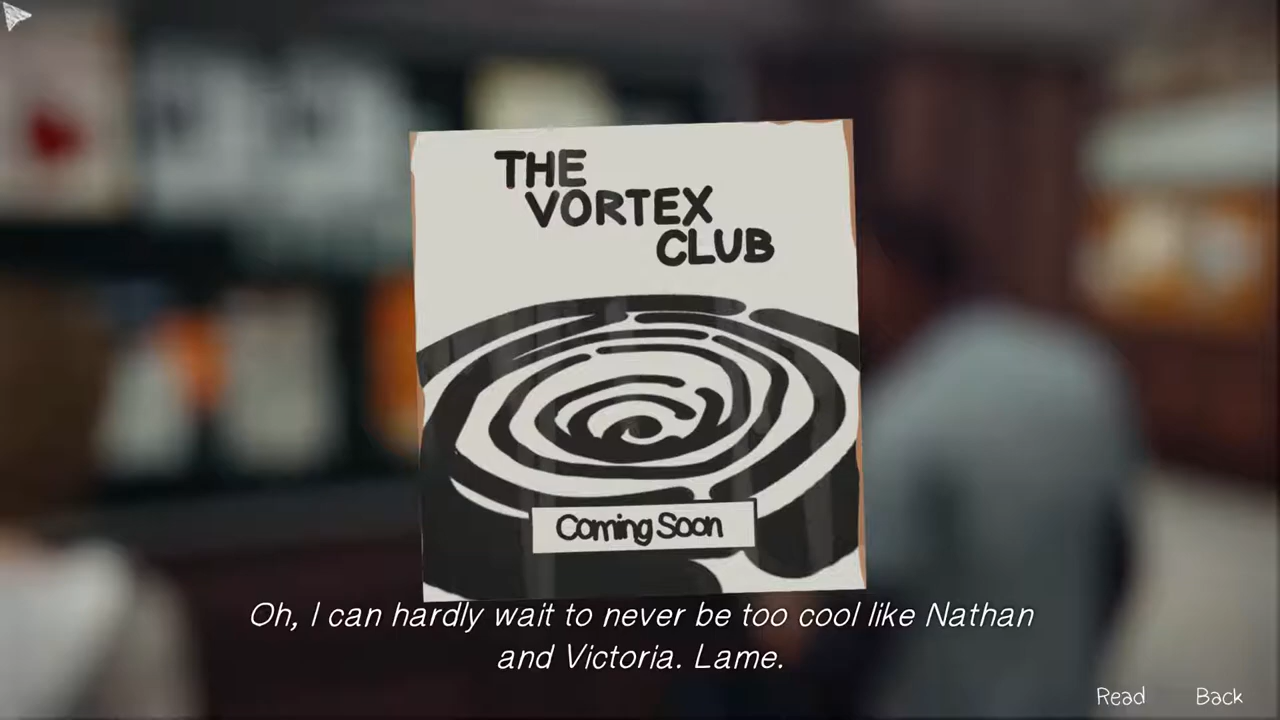 THE
VORTEX
CLUB
Coming Soon
Oh, I can hardly wait to never be too cool like Nathan
and Victoria. Lame.
Read Back